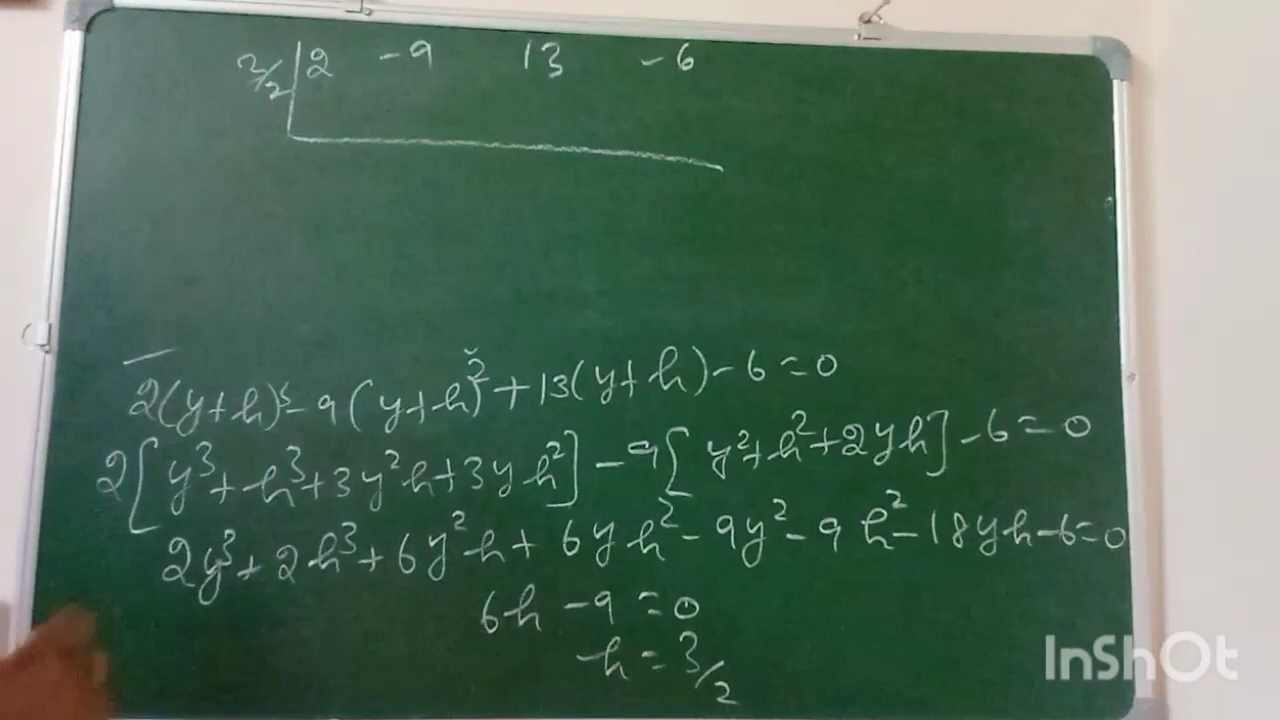 2/2 | 2 -9 13 -6
2(y+h)³-9(y+h)²+13(y+h)-6=0
2[y³+h³+3y²h+3yh²]-9[y²+h²+2yh]-6=0
2y³+2h³+6y²h+6yh²-9y²-9h²-18yh-6=0
6h-9=0
h=3/2
InShOt